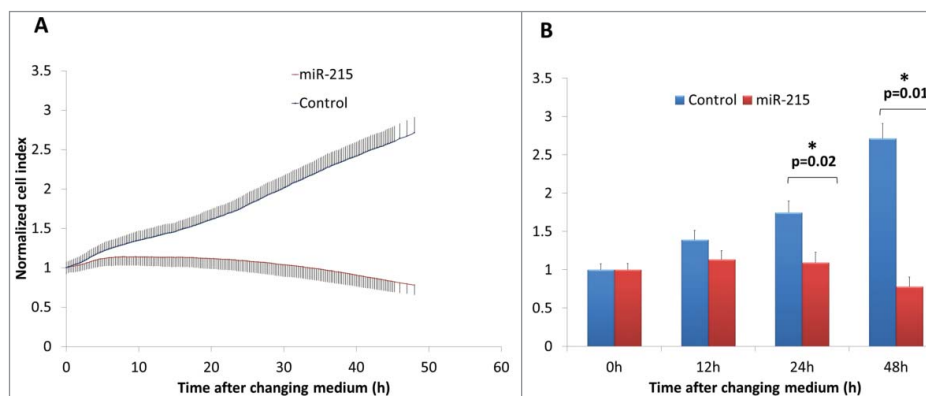 A
miR-215
Control
Normalized cell index
3.5
3
2.5
2
1.5
1
0.5
0
0
10
20
30
40
50
60
Time after changing medium (h)
B
3.5
3
2.5
2
1.5
1
0.5
0
Control
miR-215
*
p=0.02
*
p=0.01
0h
12h
24h
48h
Time after changing medium (h)